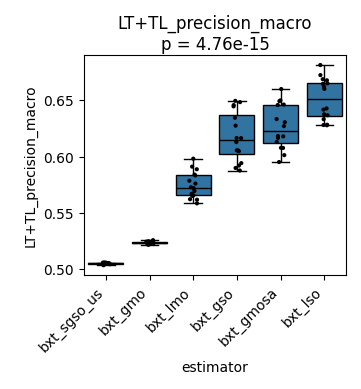 LT+TL_precision_macro
p = 4.76e-15
LT+TL_precision_macro
0.65
0.60
0.55
0.50
bxt_sgso_us
bxt_gmo
bxt_lmo
bxt_gso
bxt_gmosa
bxt_lso
estimator